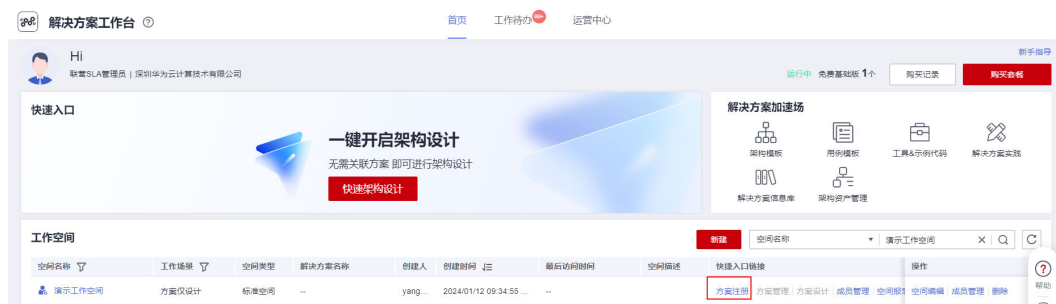 解决方案工作台
首页 工作待办 99+ 运营中心
Hi
联营SLA管理员 | 深圳华为云计算技术有限公司
新手指导
运行中 免费基础版 1个 购买记录 购买套餐
快速入口
一键开启架构设计
无需关联方案 即可进行架构设计
快速架构设计
解决方案加速场
架构模板 用例模板 工具&示例代码 解决方案实践
解决方案信息库 架构资产管理
工作空间
新建 空间名称 演示工作空间
空间名称 工作场景 空间类型 解决方案名称 创建人 创建时间 最后访问时间 空间描述 快捷入口链接 操作
演示工作空间 方案仅设计 标准空间 -- yang... 2024/01/12 09:34:55 ... -- 方案注册 方案管理 方案设计 成员管理 空间报 空间编辑 成员管理 删除
帮助